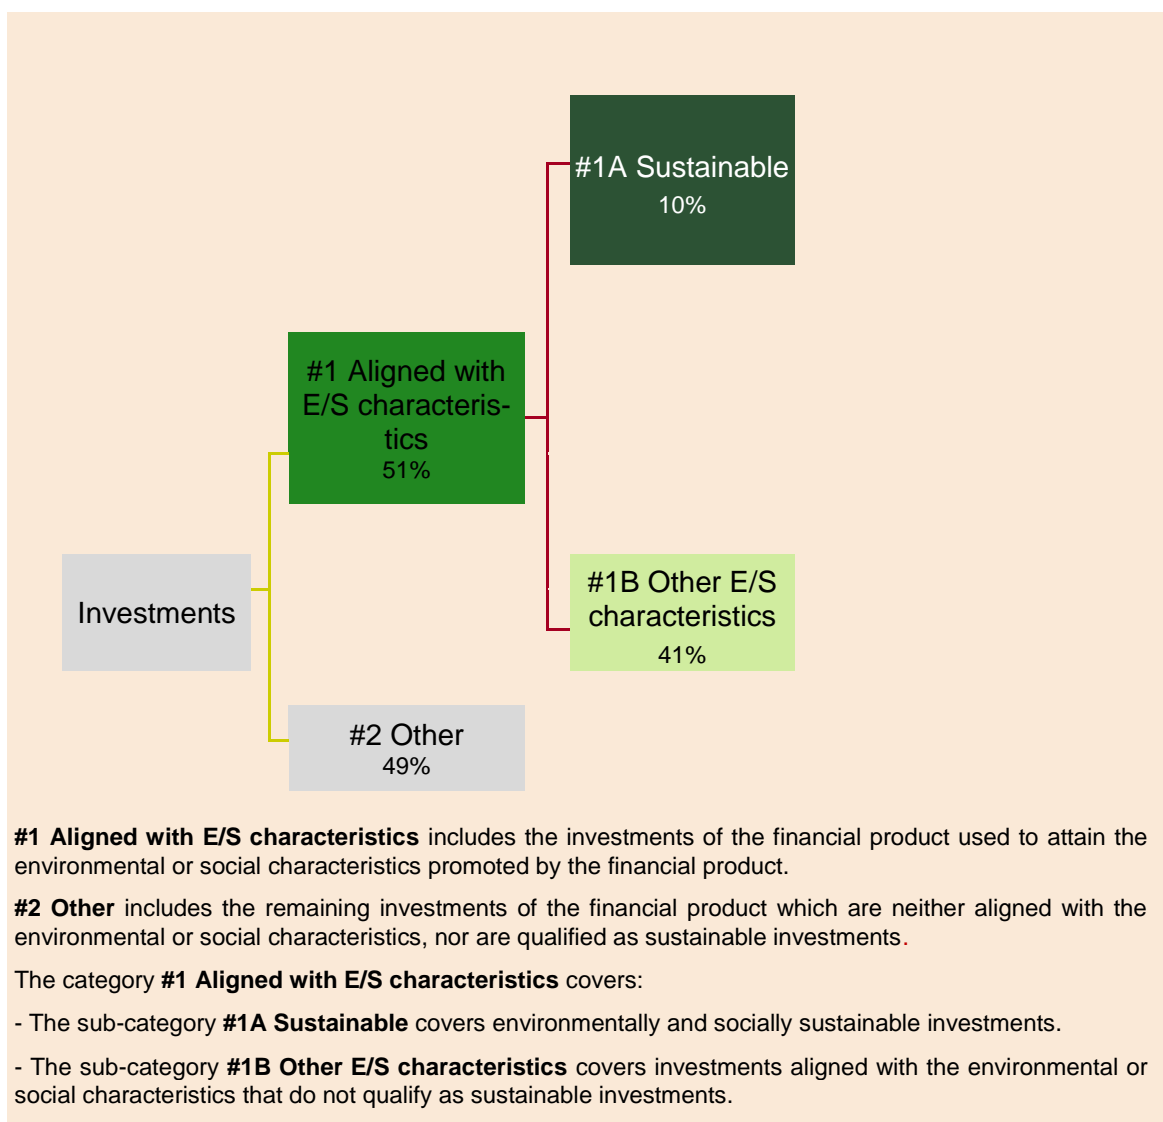 #1A Sustainable
10%
#1 Aligned with
E/S characteris-
tics
51%
Investments
#1B Other E/S
characteristics
41%
#2 Other
49%
#1 Aligned with E/S characteristics includes the investments of the financial product used to attain the
environmental or social characteristics promoted by the financial product.
#2 Other includes the remaining investments of the financial product which are neither aligned with the
environmental or social characteristics, nor are qualified as sustainable investments.
The category #1 Aligned with E/S characteristics covers:
- The sub-category #1A Sustainable covers environmentally and socially sustainable investments.
- The sub-category #1B Other E/S characteristics covers investments aligned with the environmental or
social characteristics that do not qualify as sustainable investments.